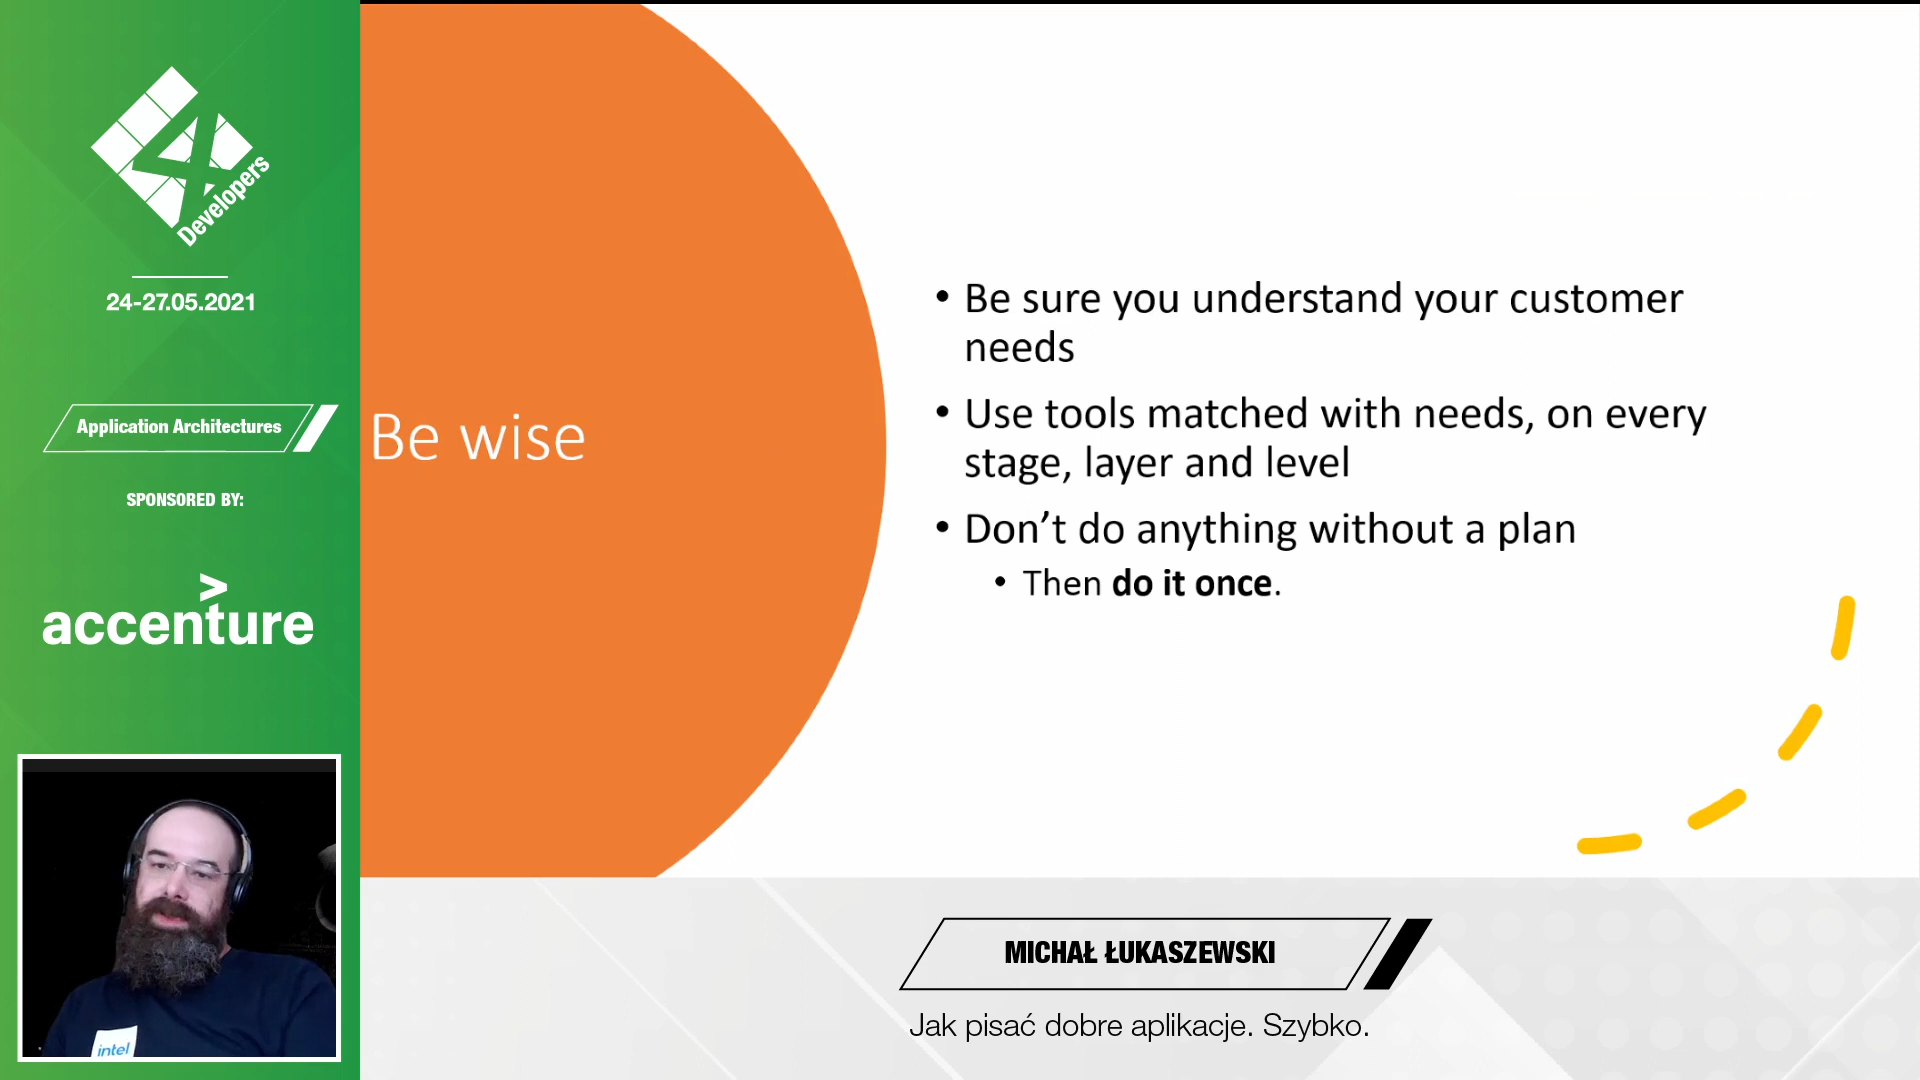 4
Developers
24-27.05.2021
Application Architectures
SPONSORED BY:
accenture
intel
Be wise
• Be sure you understand your customer
needs
• Use tools matched with needs, on every
stage, layer and level
• Don’t do anything without a plan
• Then do it once.
MICHAŁ ŁUKASZEWSKI
Jak pisać dobre aplikacje. Szybko.